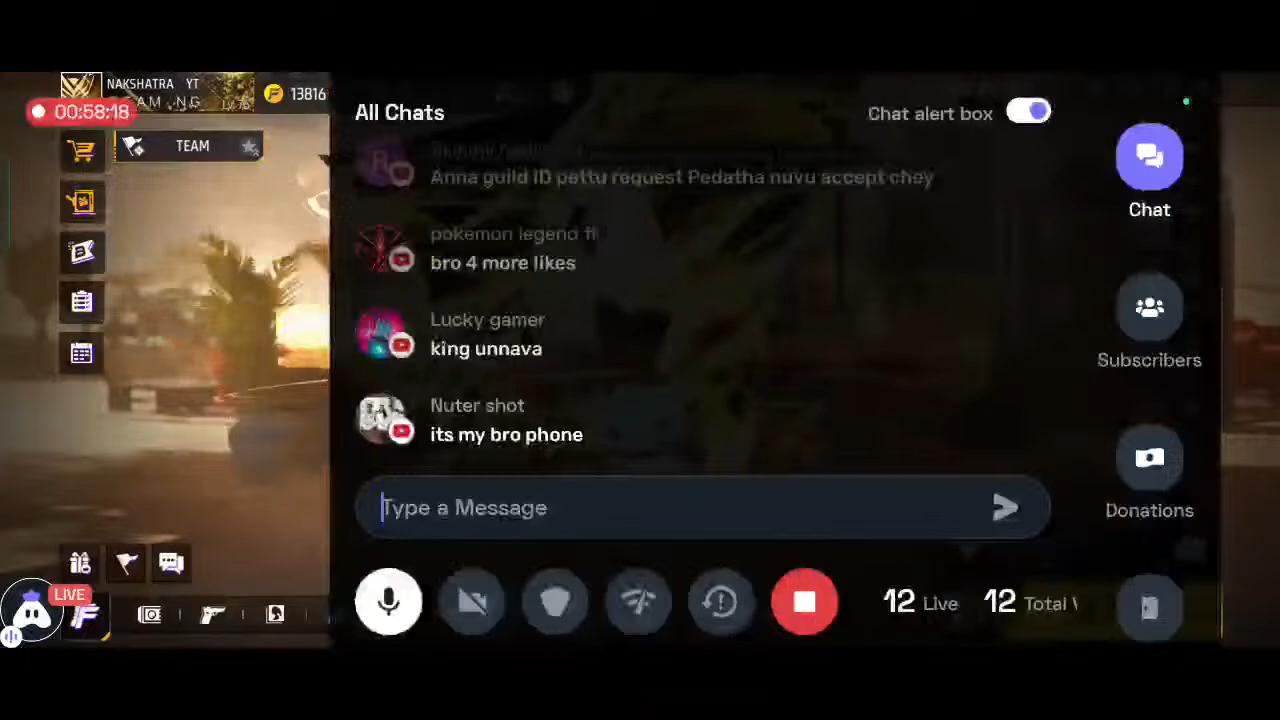 NAKSHATRA YT
AM NG
13816
00:58:18
TEAM
All Chats
Chat alert box
Anna guild ID pettu request Pedatha nuvu accept chey
pokemon legend
bro 4 more likes
Lucky gamer
king unnava
Nuter shot
its my bro phone
Type a Message
Chat
Subscribers
Donations
LIVE
12 Live
12 Total